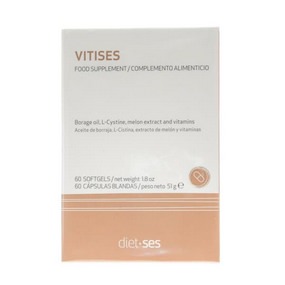 VITISES
FOOD SUPPLEMENT / COMPLEMENTO ALIMENTICIO
Borage oil, L-Cystine, melon extract and vitamins
Aceite de borraja, L-Cistina, extracto de melón y vitaminas
60 SOFTGELS / net weight 1.8 oz
60 CÁPSULAS BLANDAS / peso neto 51 g ℮
diet·ses